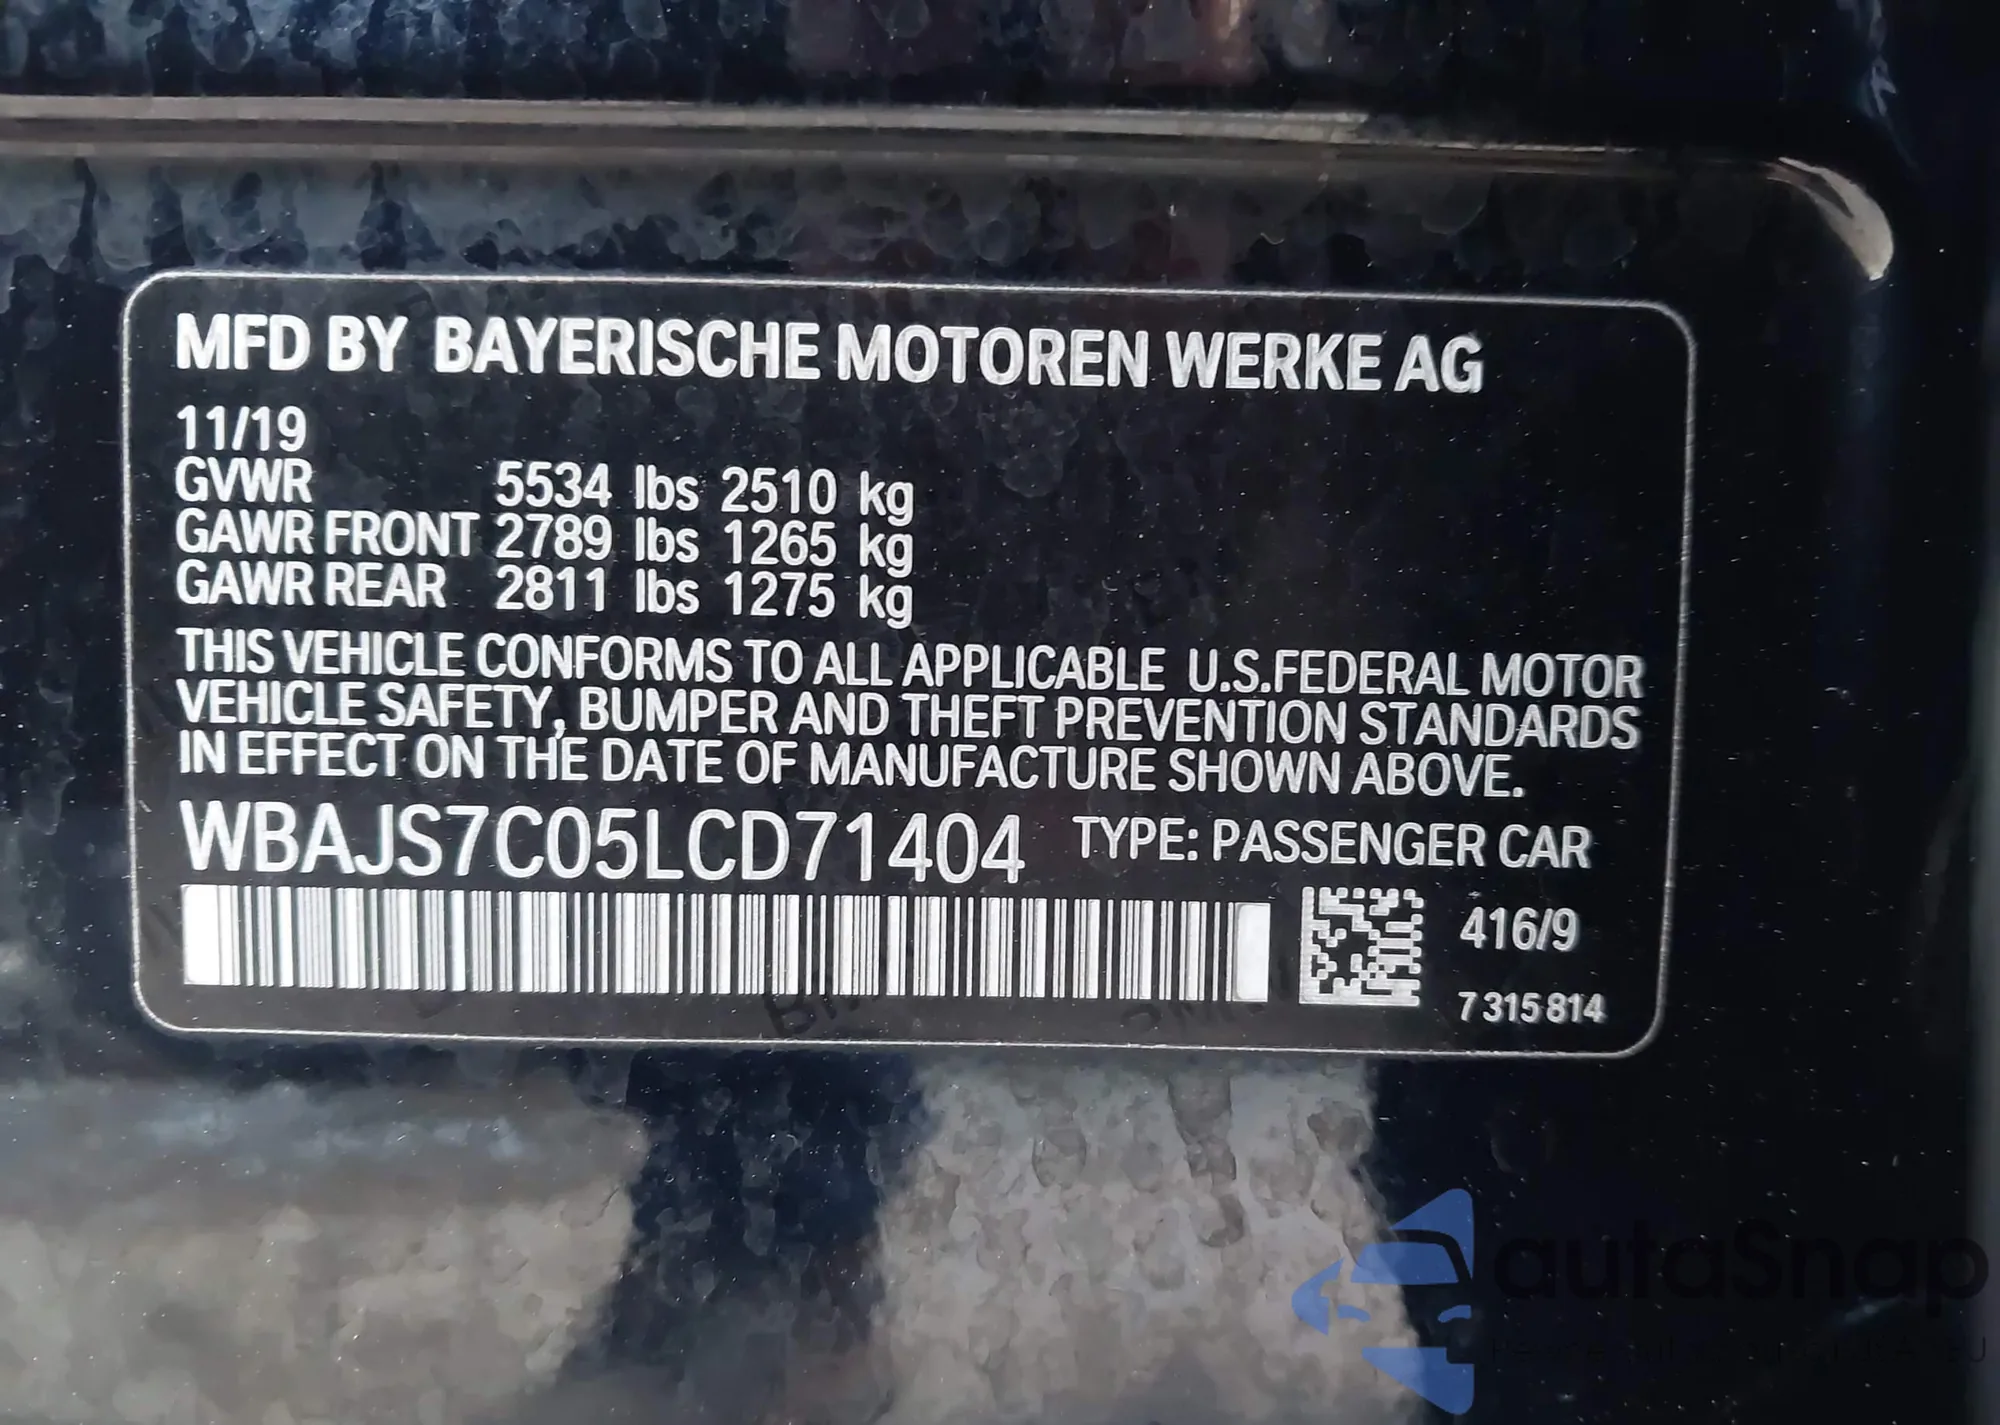 MFD BY BAYERISCHE MOTOREN WERKE AG
11/19
GVWR 5534 lbs 2510 kg
GAWR FRONT 2789 lbs 1265 kg
GAWR REAR 2811 lbs 1275 kg
THIS VEHICLE CONFORMS TO ALL APPLICABLE U.S.FEDERAL MOTOR
VEHICLE SAFETY, BUMPER AND THEFT PREVENTION STANDARDS
IN EFFECT ON THE DATE OF MANUFACTURE SHOWN ABOVE.
WBAJS7C05LCD71404 TYPE: PASSENGER CAR
416/9
7 315 814
autaSnap